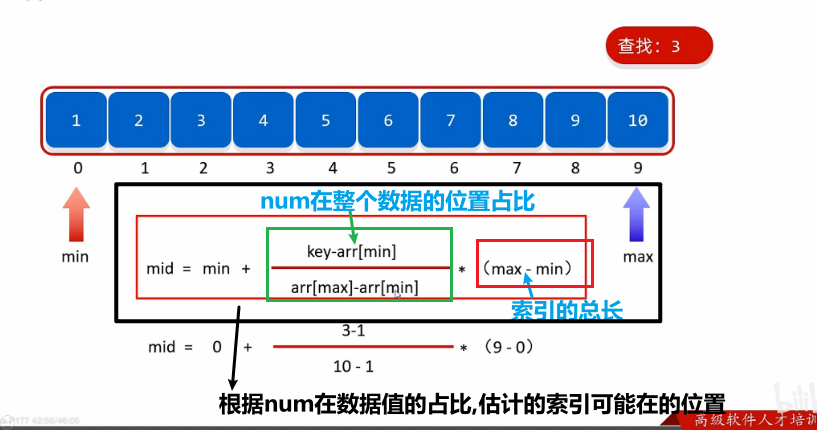 查找：3
1 2 3 4 5 6 7 8 9 10
0 1 2 3 4 5 6 7 8 9
num在整个数据的位置占比
min
max
key-arr[min]
mid = min + * （max - min）
arr[max]-arr[min]
索引的总长
3-1
mid = 0 + * （9 - 0）
10 - 1
根据num在数据值的占比,估计的索引可能在的位置
高级软件人才培训